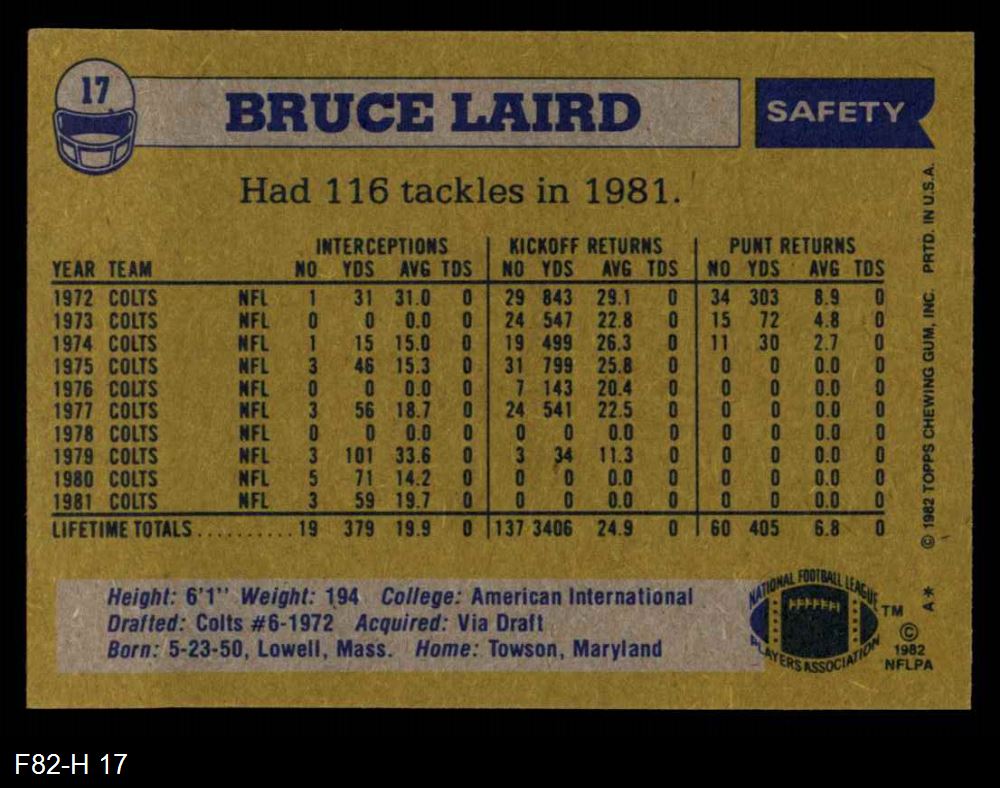 17
BRUCE LAIRD
SAFETY
Had 116 tackles in 1981.
INTERCEPTIONS KICKOFF RETURNS PUNT RETURNS
YEAR TEAM NO YDS AVG TDS NO YDS AVG TDS NO YDS AVG TDS
1972 COLTS NFL 1 31 31.0 0 29 843 29.1 0 34 303 8.9 0
1973 COLTS NFL 0 0 0.0 0 24 547 22.8 0 15 72 4.8 0
1974 COLTS NFL 1 15 15.0 0 19 499 26.3 0 11 30 2.7 0
1975 COLTS NFL 3 46 15.3 0 31 799 25.8 0 0 0 0.0 0
1976 COLTS NFL 0 0 0.0 0 7 143 20.4 0 0 0 0.0 0
1977 COLTS NFL 3 56 18.7 0 24 541 22.5 0 0 0 0.0 0
1978 COLTS NFL 0 0 0.0 0 0 0 0.0 0 0 0 0.0 0
1979 COLTS NFL 3 101 33.6 0 3 34 11.3 0 0 0 0.0 0
1980 COLTS NFL 5 71 14.2 0 0 0 0.0 0 0 0 0.0 0
1981 COLTS NFL 3 59 19.7 0 0 0 0.0 0 0 0 0.0 0
LIFETIME TOTALS .......... 19 379 19.9 0 137 3406 24.9 0 60 405 6.8 0
Height: 6'1" Weight: 194 College: American International
Drafted: Colts #6-1972 Acquired: Via Draft
Born: 5-23-50, Lowell, Mass. Home: Towson, Maryland
NATIONAL FOOTBALL LEAGUE
PLAYERS ASSOCIATION
TM
©
1982
NFLPA
A*
© 1982 TOPPS CHEWING GUM, INC. PRTD. IN U.S.A.
F82-H 17